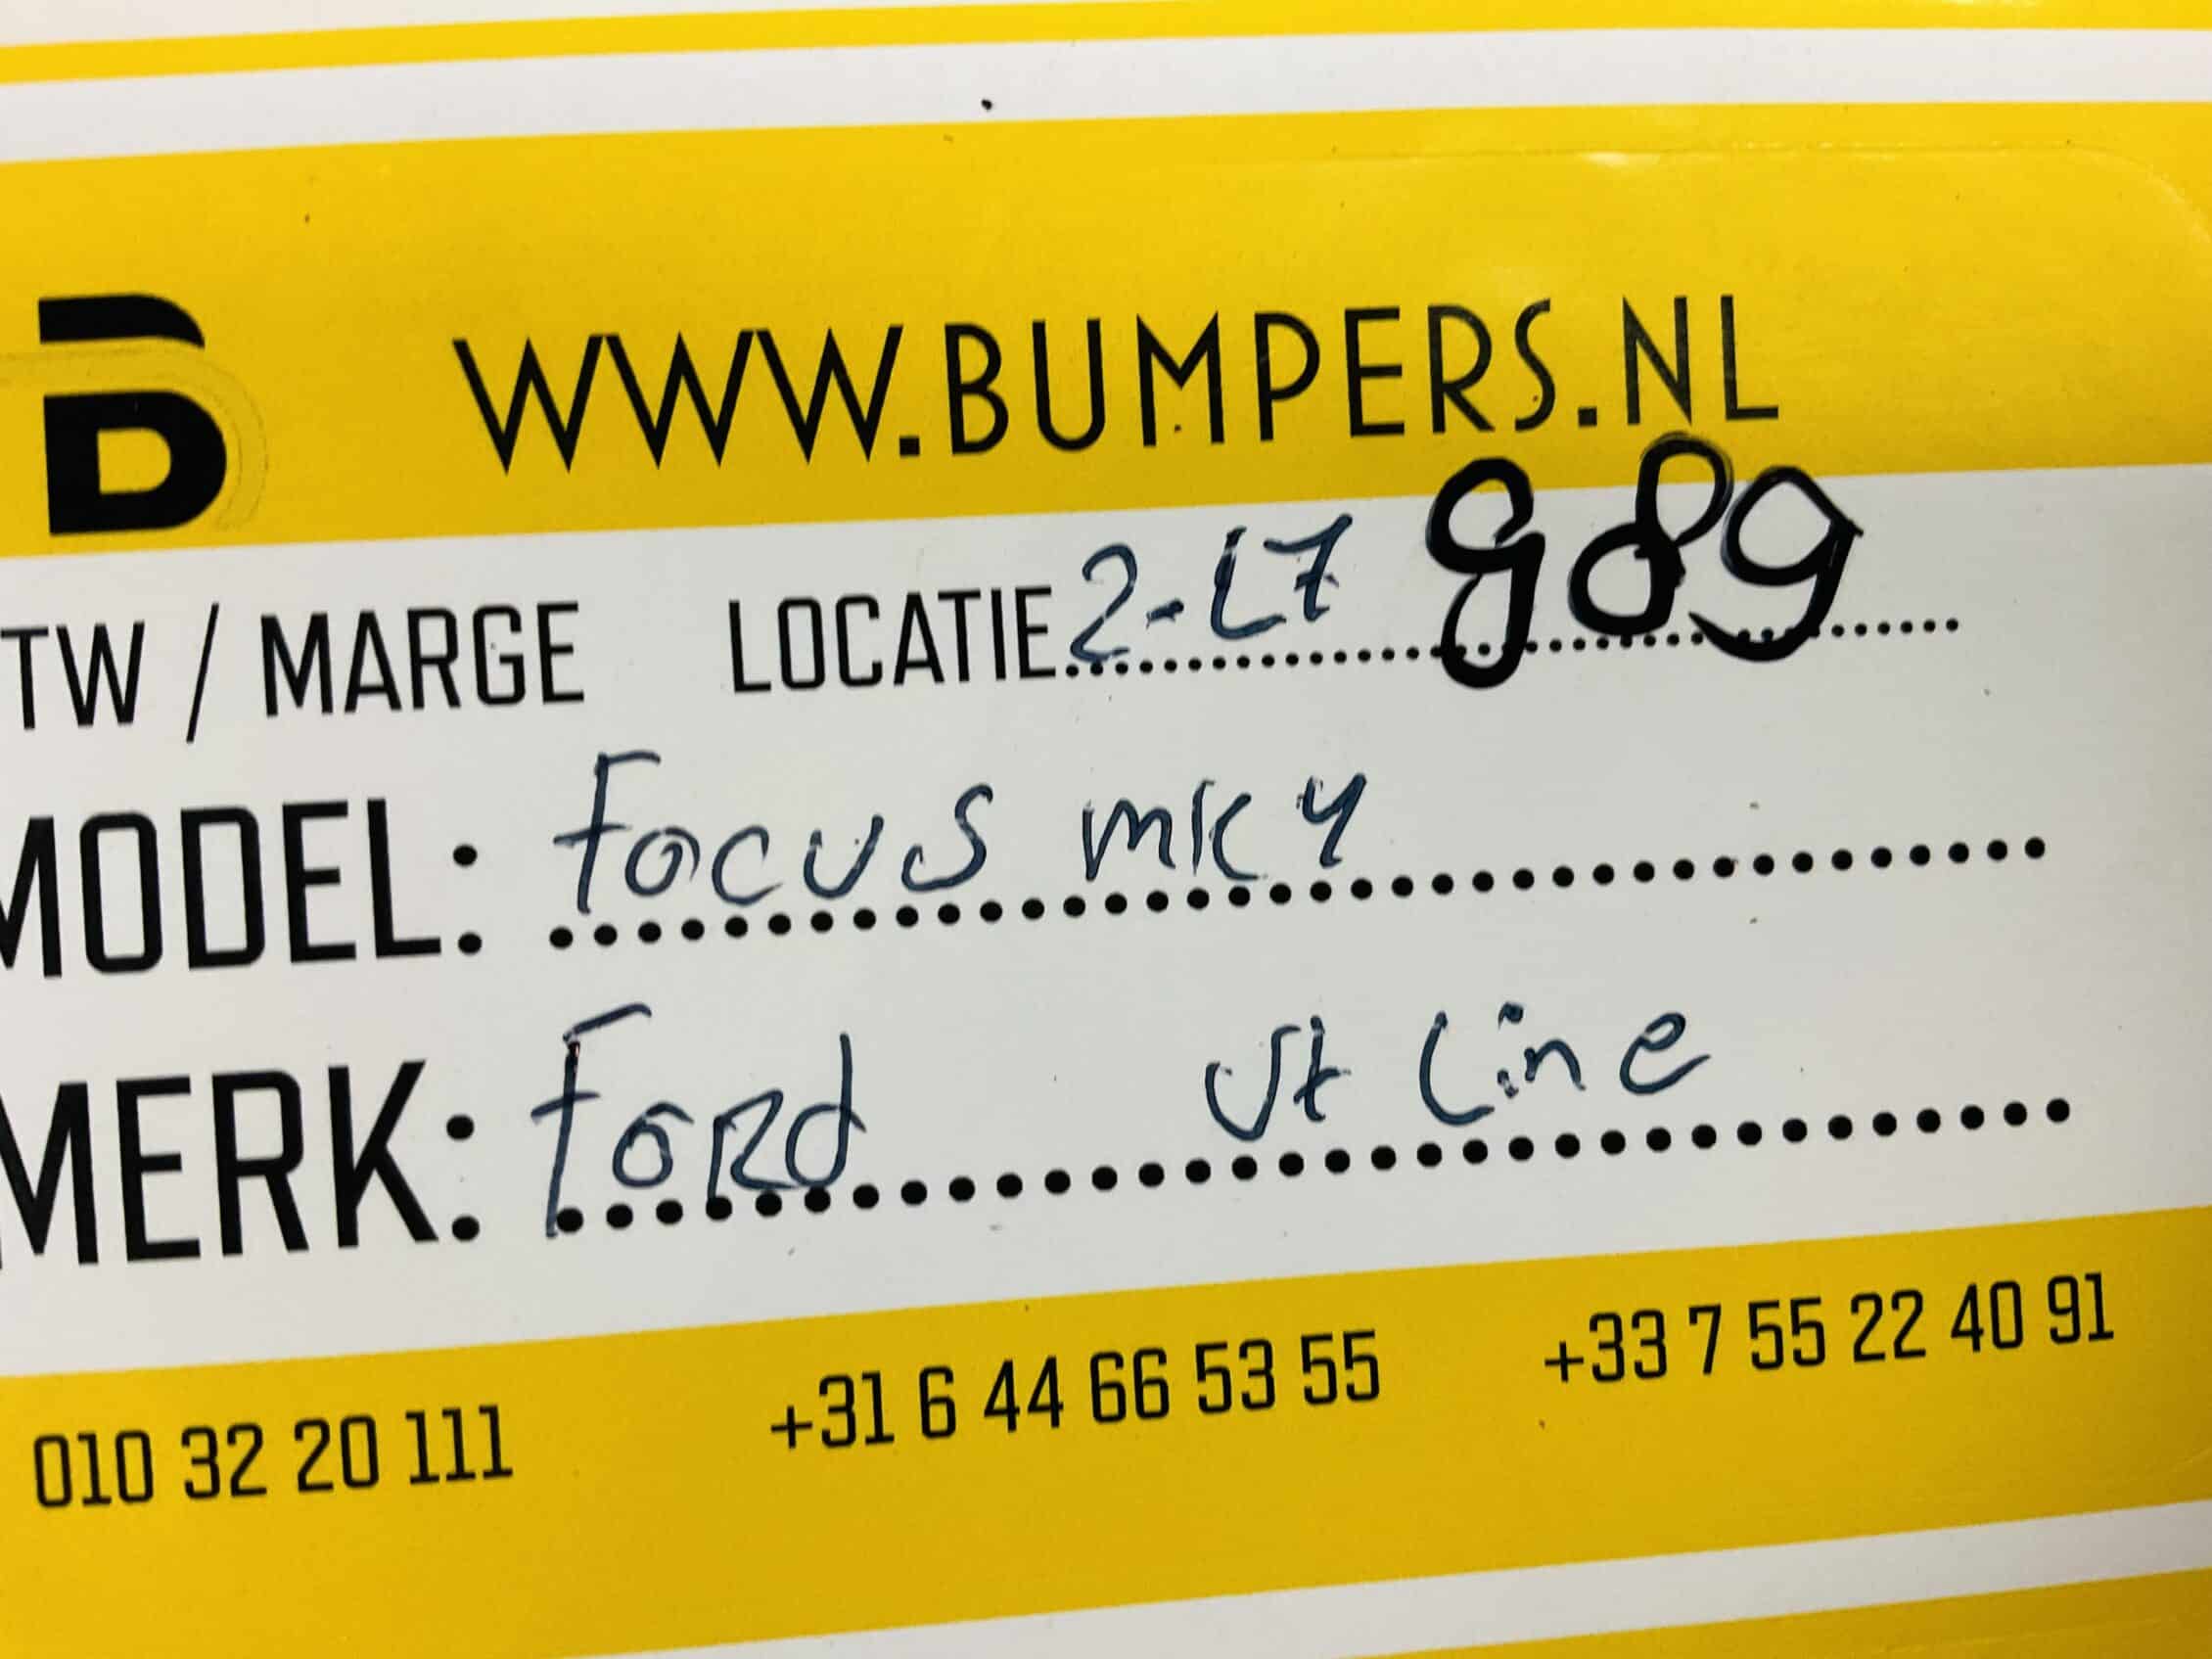 B WWW.BUMPERS.NL
TW / MARGE LOCATIE 2-L7 989
MODEL: Focus mk4
MERK: Ford St Line
010 32 20 111 +31 6 44 66 53 55 +33 7 55 22 40 91